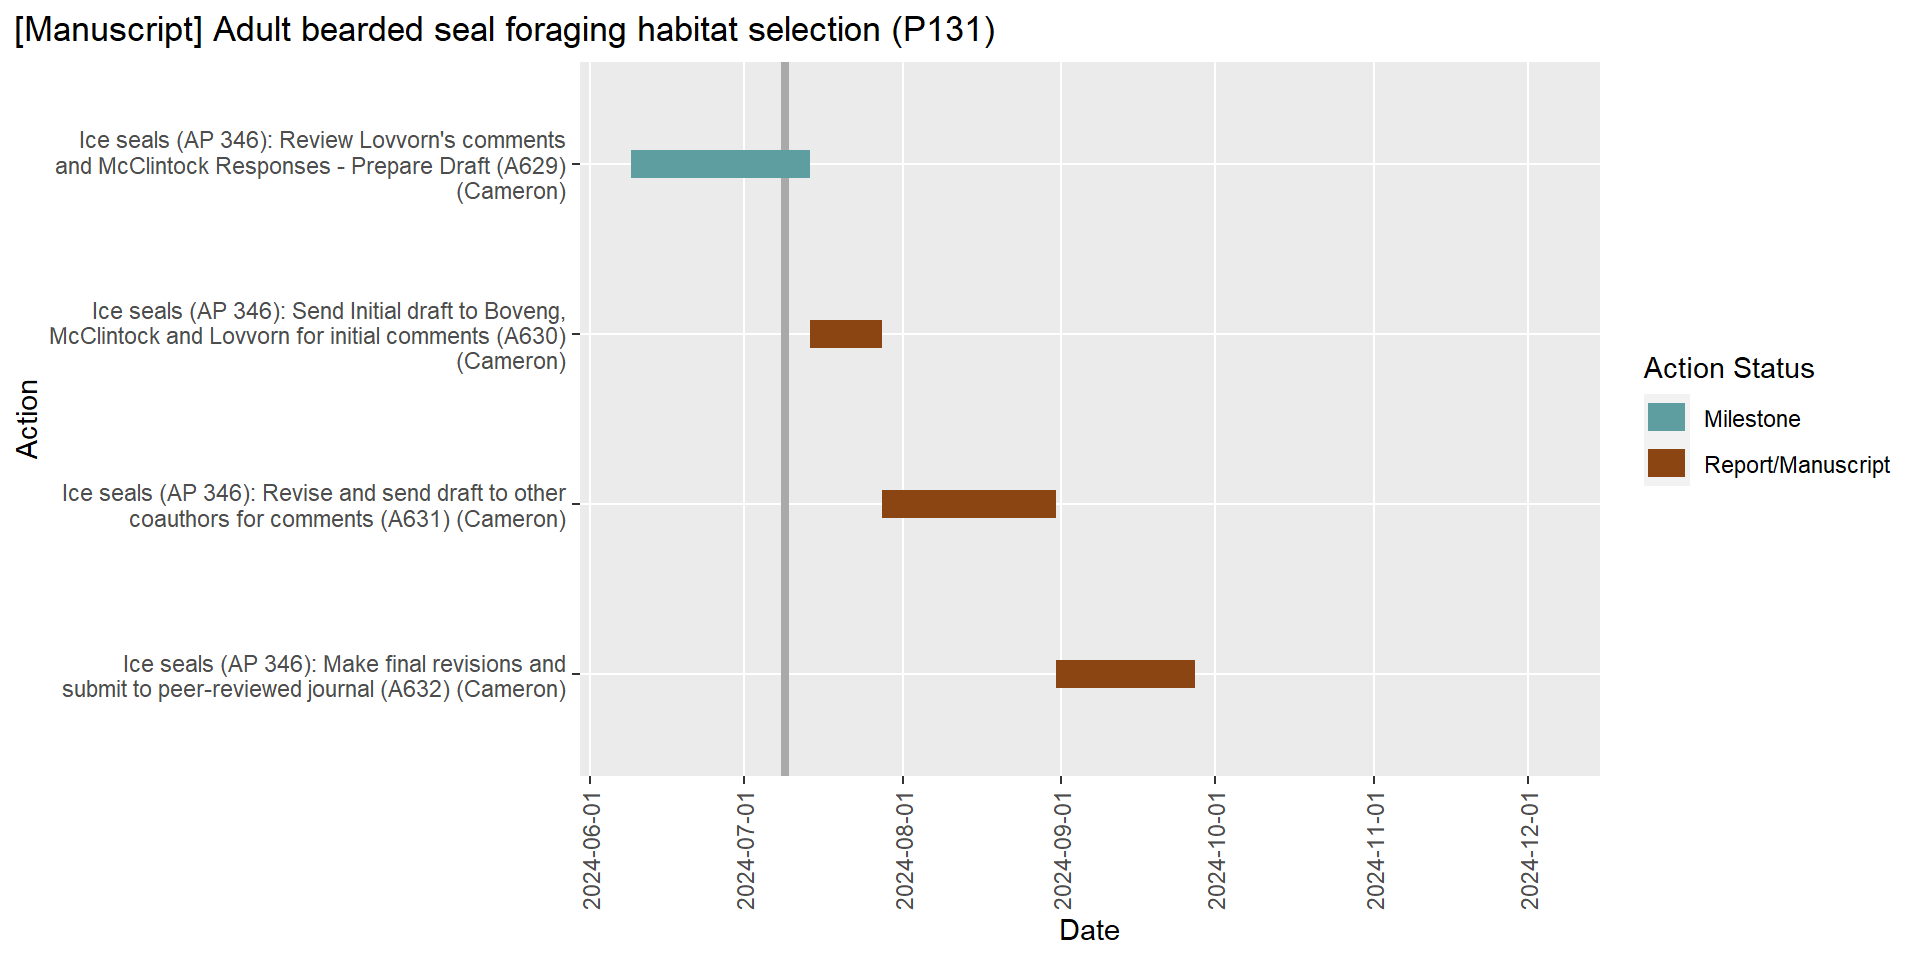 [Manuscript] Adult bearded seal foraging habitat selection (P131)
Ice seals (AP 346): Review Lovvorn's comments
and McClintock Responses - Prepare Draft (A629)
(Cameron)
Ice seals (AP 346): Send Initial draft to Boveng,
McClintock and Lovvorn for initial comments (A630)
(Cameron)
Ice seals (AP 346): Revise and send draft to other
coauthors for comments (A631) (Cameron)
Ice seals (AP 346): Make final revisions and
submit to peer-reviewed journal (A632) (Cameron)
Action
2024-06-01
2024-07-01
2024-08-01
2024-09-01
2024-10-01
2024-11-01
2024-12-01
Date
Action Status
Milestone
Report/Manuscript